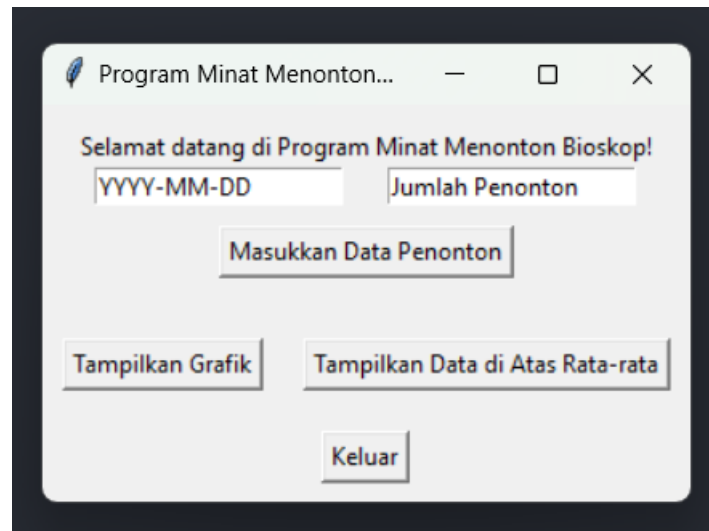 Program Minat Menonton...
Selamat datang di Program Minat Menonton Bioskop!
YYYY-MM-DD Jumlah Penonton
Masukkan Data Penonton
Tampilkan Grafik Tampilkan Data di Atas Rata-rata
Keluar